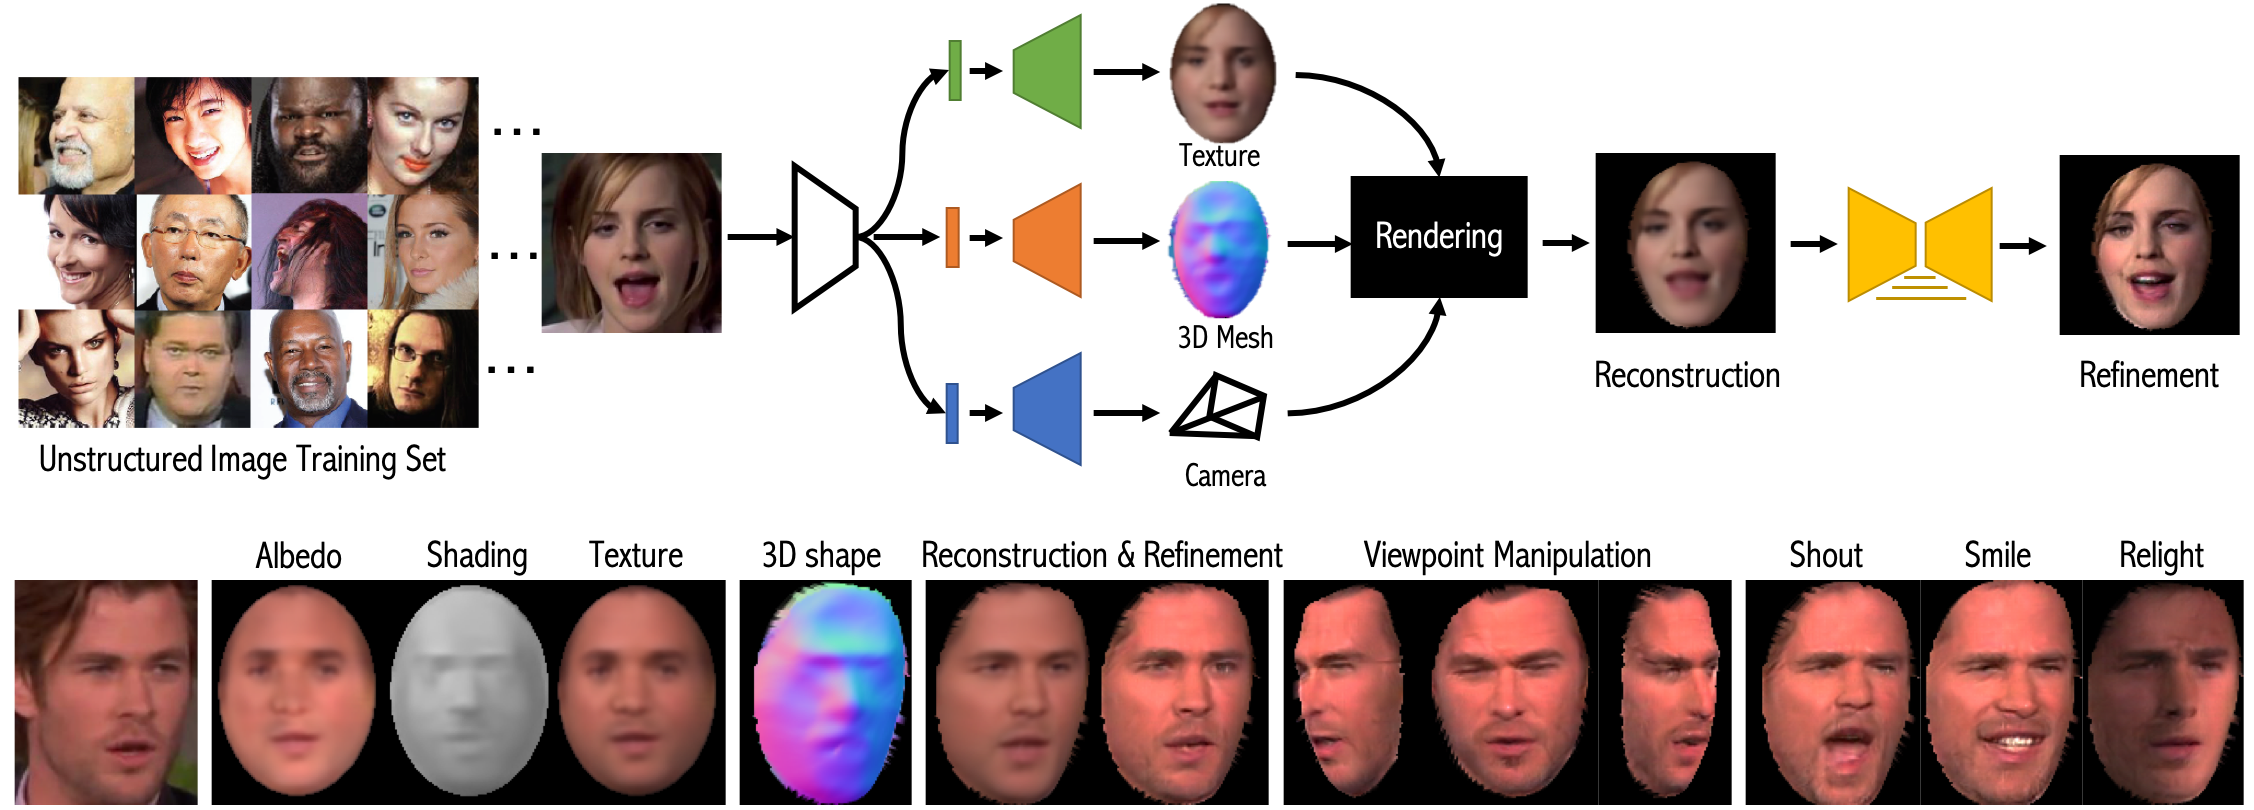 Texture
Rendering
3D Mesh
Reconstruction
Refinement
Unstructured Image Training Set
Camera
Albedo
Shading
Texture
3D shape
Reconstruction & Refinement
Viewpoint Manipulation
Shout
Smile
Relight